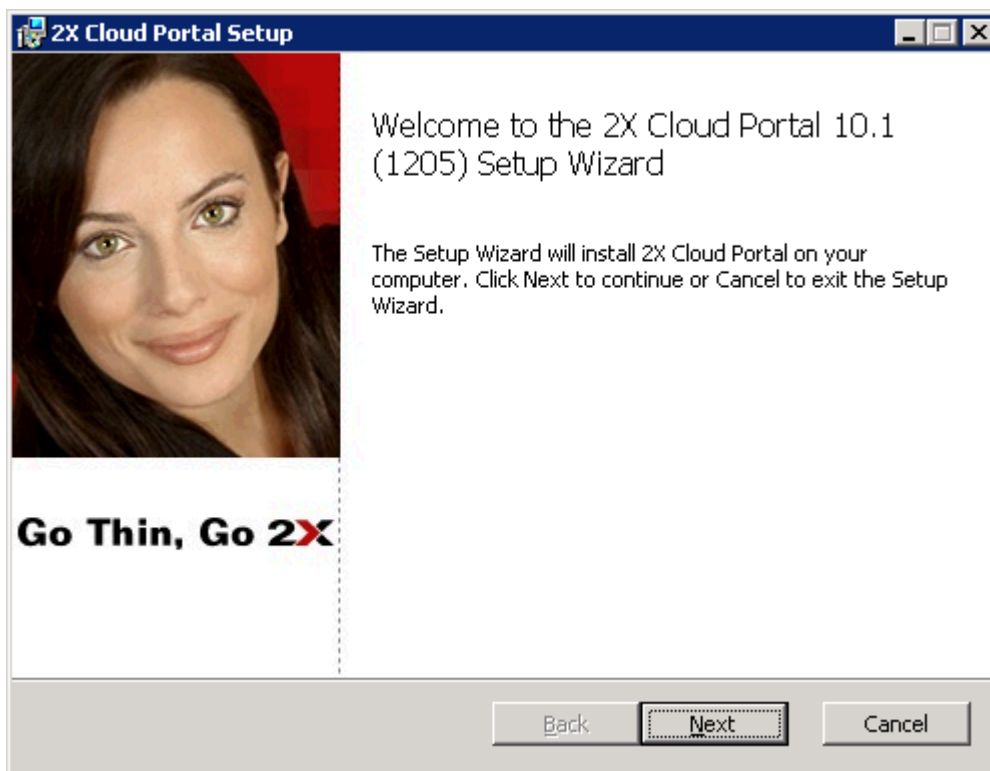 2X Cloud Portal Setup
Welcome to the 2X Cloud Portal 10.1
(1205) Setup Wizard
The Setup Wizard will install 2X Cloud Portal on your
computer. Click Next to continue or Cancel to exit the Setup
Wizard.
Go Thin, Go 2X
Back
Next
Cancel